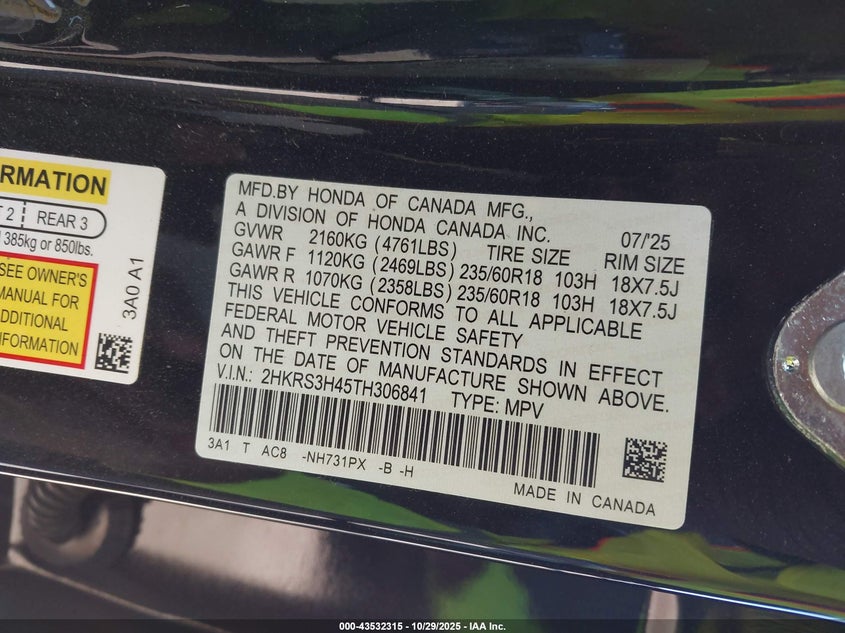 RMATION
T 2 REAR 3
385kg or 850lbs.
SEE OWNER'S
MANUAL FOR
ADDITIONAL
INFORMATION
3A0 A1
MFD.BY HONDA OF CANADA MFG.,
A DIVISION OF HONDA CANADA INC. 07/'25
GVWR 2160KG (4761LBS) TIRE SIZE RIM SIZE
GAWR F 1120KG (2469LBS) 235/60R18 103H 18X7.5J
GAWR R 1070KG (2358LBS) 235/60R18 103H 18X7.5J
THIS VEHICLE CONFORMS TO ALL APPLICABLE
FEDERAL MOTOR VEHICLE SAFETY
AND THEFT PREVENTION STANDARDS IN EFFECT
ON THE DATE OF MANUFACTURE SHOWN ABOVE.
V.I.N.: 2HKRS3H45TH306841 TYPE: MPV
3A1 T AC8 -NH731PX -B -H
MADE IN CANADA
000-43532315 - 10/29/2025 - IAA Inc.